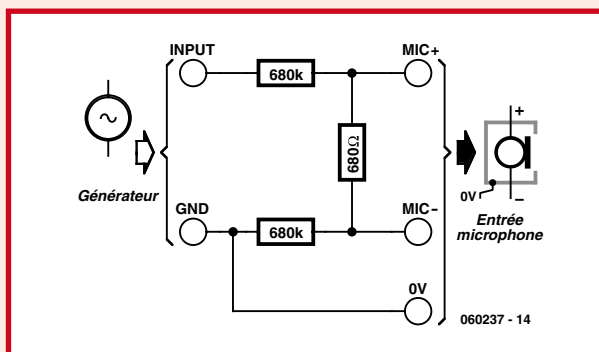 INPUT
MIC+
680k
+
680Ω
Générateur
0V
–
GND
MIC–
Entrée
microphone
680k
0V
060237 - 14